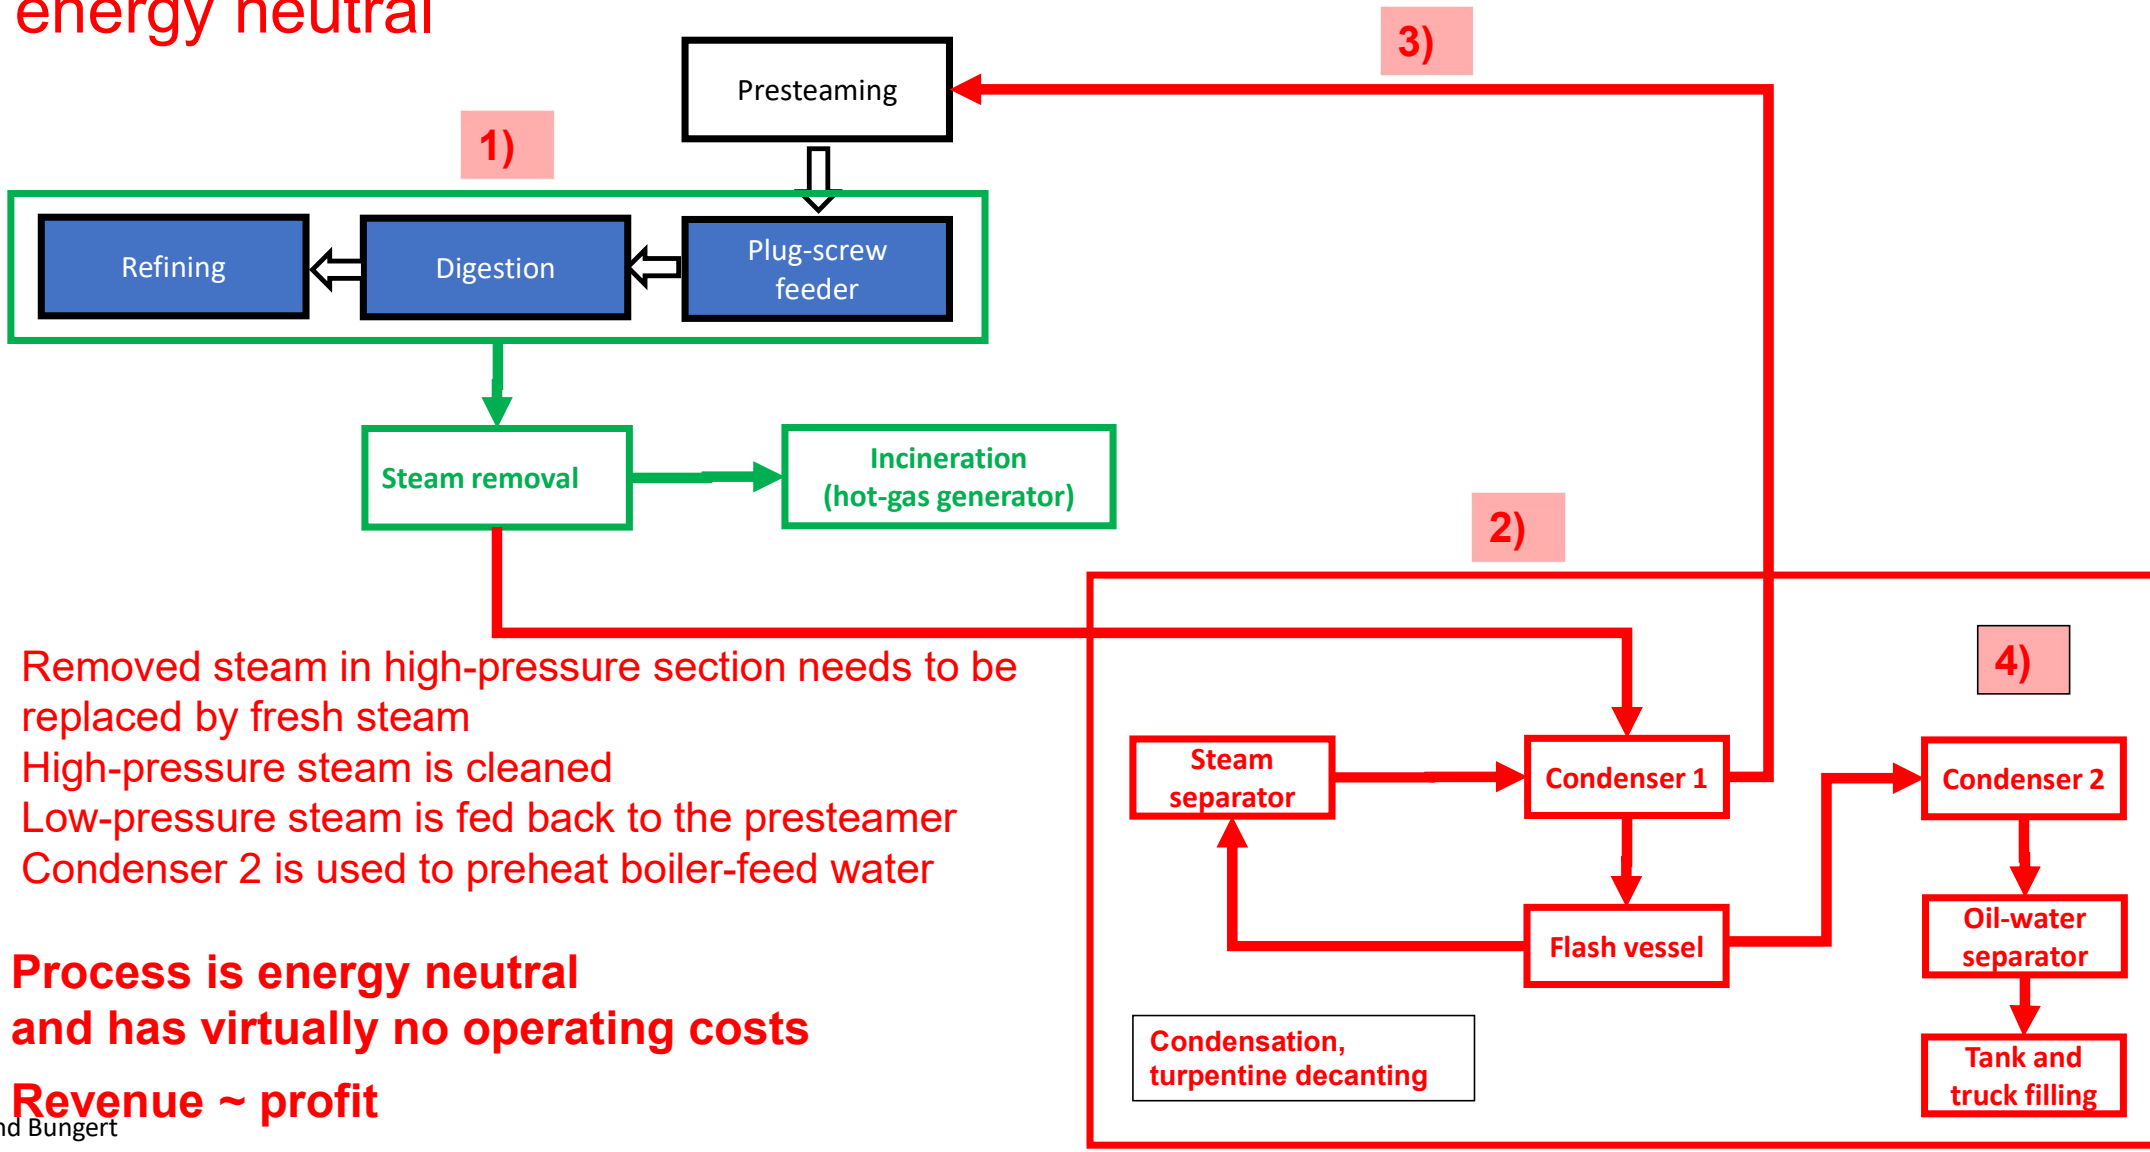 energy neutral
3)
Presteaming
1)
Refining
Digestion
Plug-screw
feeder
Steam removal
Incineration
(hot-gas generator)
2)
4)
Removed steam in high-pressure section needs to be
replaced by fresh steam
High-pressure steam is cleaned
Low-pressure steam is fed back to the presteamer
Condenser 2 is used to preheat boiler-feed water
Steam
separator
Condenser 1
Condenser 2
Flash vessel
Oil-water
separator
Process is energy neutral
and has virtually no operating costs
Condensation,
turpentine decanting
Tank and
truck filling
Revenue ~ profit
nd Bungert